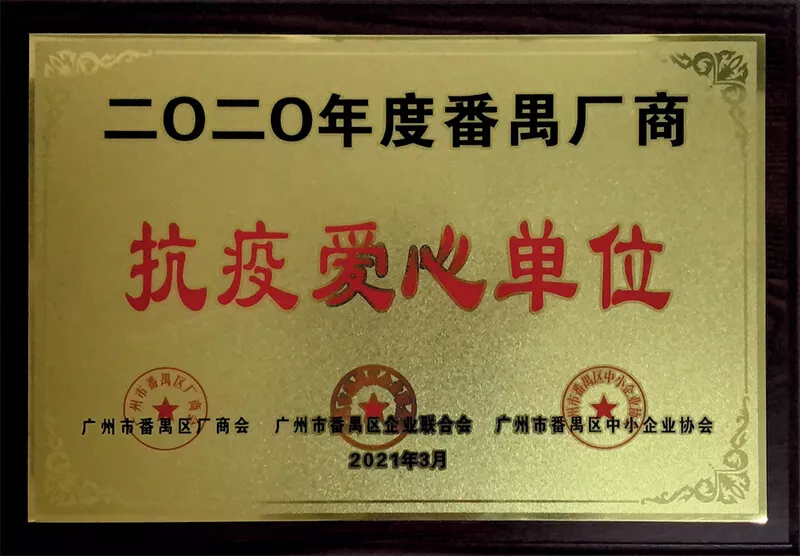 二〇二〇年度番禺厂商
抗疫爱心单位
广州市番禺区厂商会 广州市番禺区企业联合会 广州市番禺区中小企业协会
2021年3月